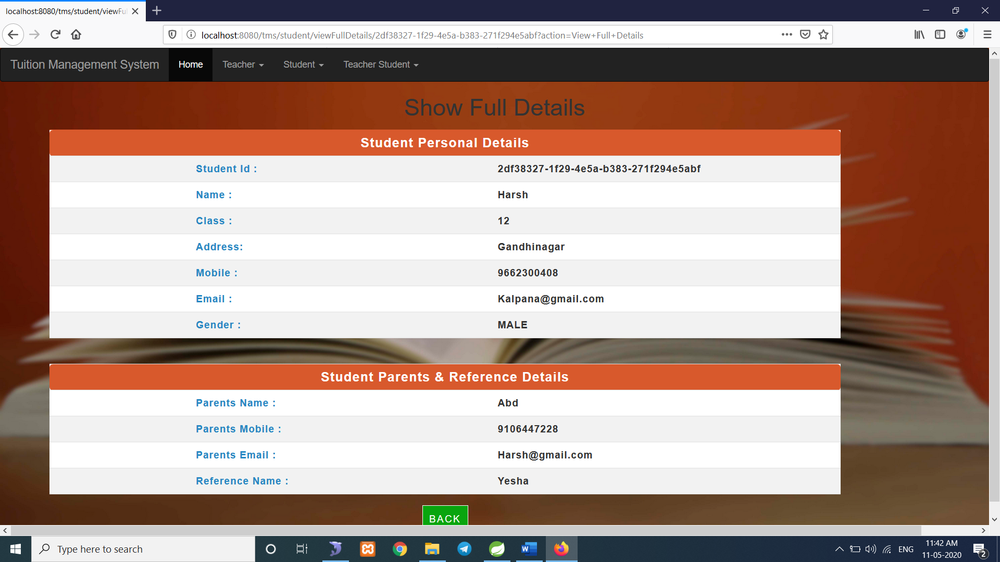 localhost:8080/tms/student/viewFu
localhost:8080/tms/student/viewFullDetails/2df38327-1f29-4e5a-b383-271f294e5abf?action=View+Full+Details
Tuition Management System Home Teacher Student Teacher Student
Show Full Details
Student Personal Details
Student Id : 2df38327-1f29-4e5a-b383-271f294e5abf
Name : Harsh
Class : 12
Address: Gandhinagar
Mobile : 9662300408
Email : Kalpana@gmail.com
Gender : MALE
Student Parents & Reference Details
Parents Name : Abd
Parents Mobile : 9106447228
Parents Email : Harsh@gmail.com
Reference Name : Yesha
BACK
Type here to search
ENG
11:42 AM
11-05-2020
2